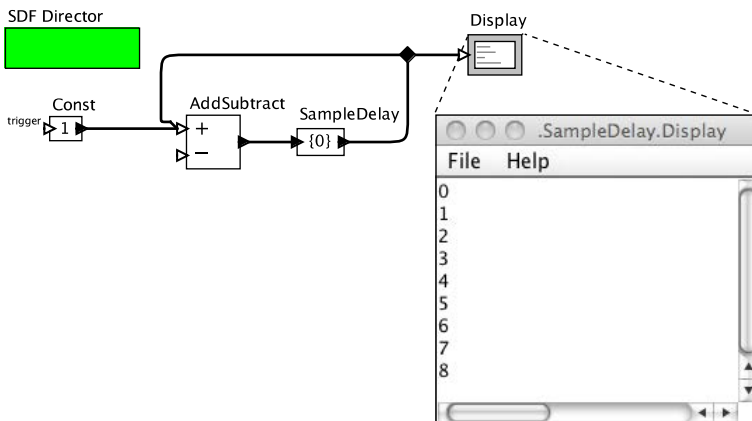 SDF Director
Display
Const
trigger
1
AddSubtract
+
−
SampleDelay
{0}
.SampleDelay.Display
File Help
0
1
2
3
4
5
6
7
8